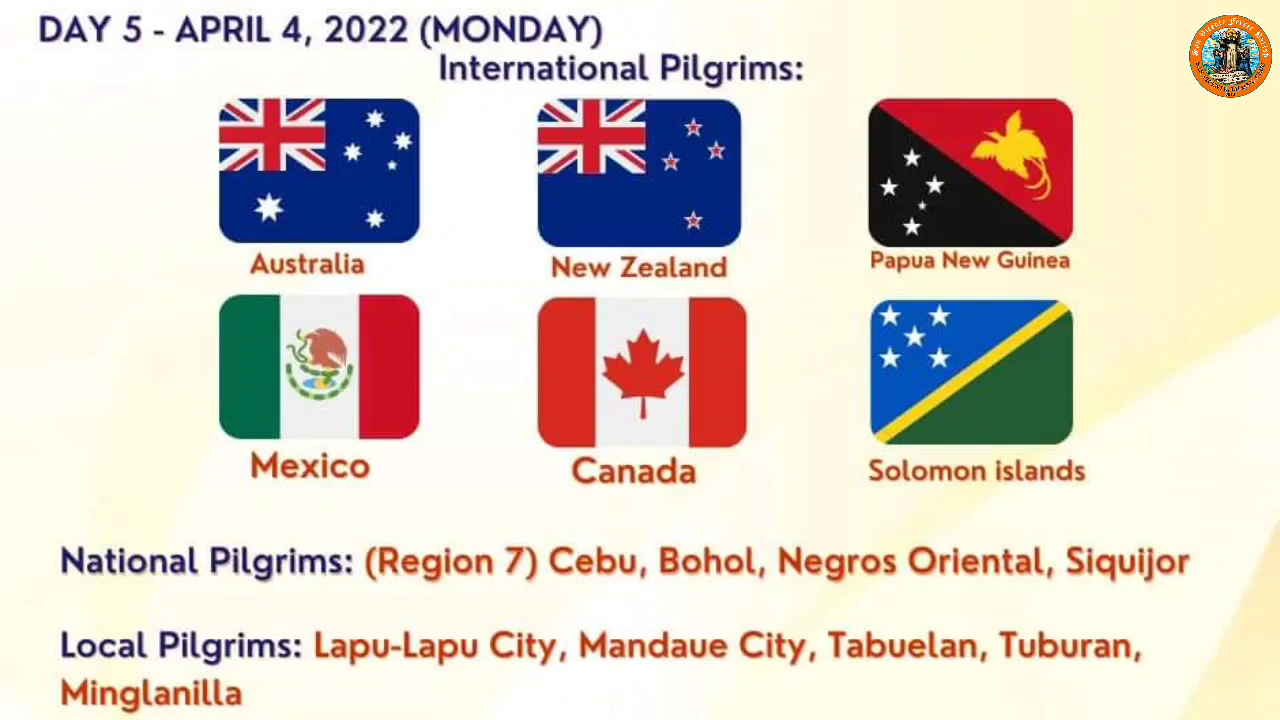 DAY 5 - APRIL 4, 2022 (MONDAY)
International Pilgrims:
Australia
New Zealand
Papua New Guinea
Mexico
Canada
Solomon islands
National Pilgrims: (Region 7) Cebu, Bohol, Negros Oriental, Siquijor
Local Pilgrims: Lapu-Lapu City, Mandaue City, Tabuelan, Tuburan,
Minglanilla